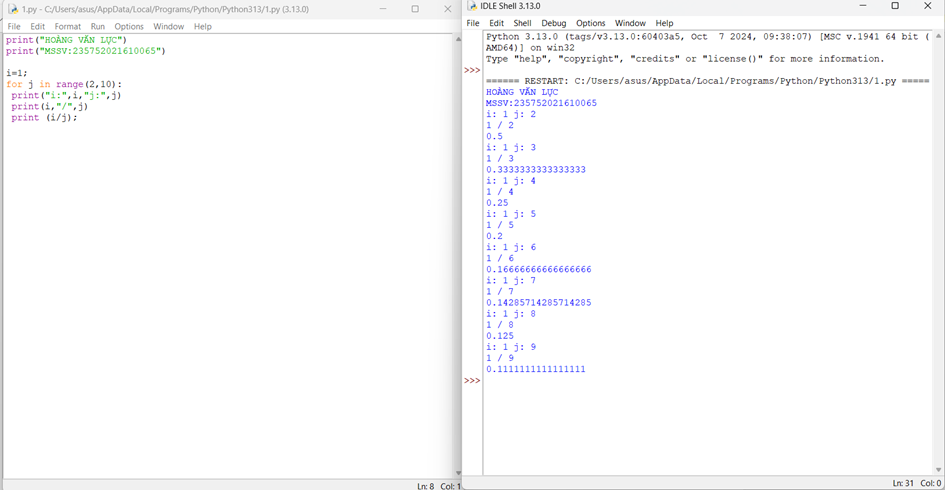 1.py - C:/Users/asus/AppData/Local/Programs/Python/Python313/1.py (3.13.0)
File Edit Format Run Options Window Help
print("HOÀNG VĂN LỰC")
print("MSSV:235752021610065")
i=1;
for j in range(2,10):
print("i:",i,"j:",j)
print(i,"/",j)
print (i/j);
Ln: 8 Col: 1
IDLE Shell 3.13.0
File Edit Shell Debug Options Window Help
Python 3.13.0 (tags/v3.13.0:60403a5, Oct 7 2024, 09:38:07) [MSC v.1941 64 bit (
AMD64)] on win32
Type "help", "copyright", "credits" or "license()" for more information.
>>>
====== RESTART: C:/Users/asus/AppData/Local/Programs/Python/Python313/1.py =====
HOÀNG VĂN LỰC
MSSV:235752021610065
i: 1 j: 2
1 / 2
0.5
i: 1 j: 3
1 / 3
0.3333333333333333
i: 1 j: 4
1 / 4
0.25
i: 1 j: 5
1 / 5
0.2
i: 1 j: 6
1 / 6
0.16666666666666666
i: 1 j: 7
1 / 7
0.14285714285714285
i: 1 j: 8
1 / 8
0.125
i: 1 j: 9
1 / 9
0.1111111111111111
>>>
Ln: 31 Col: 0